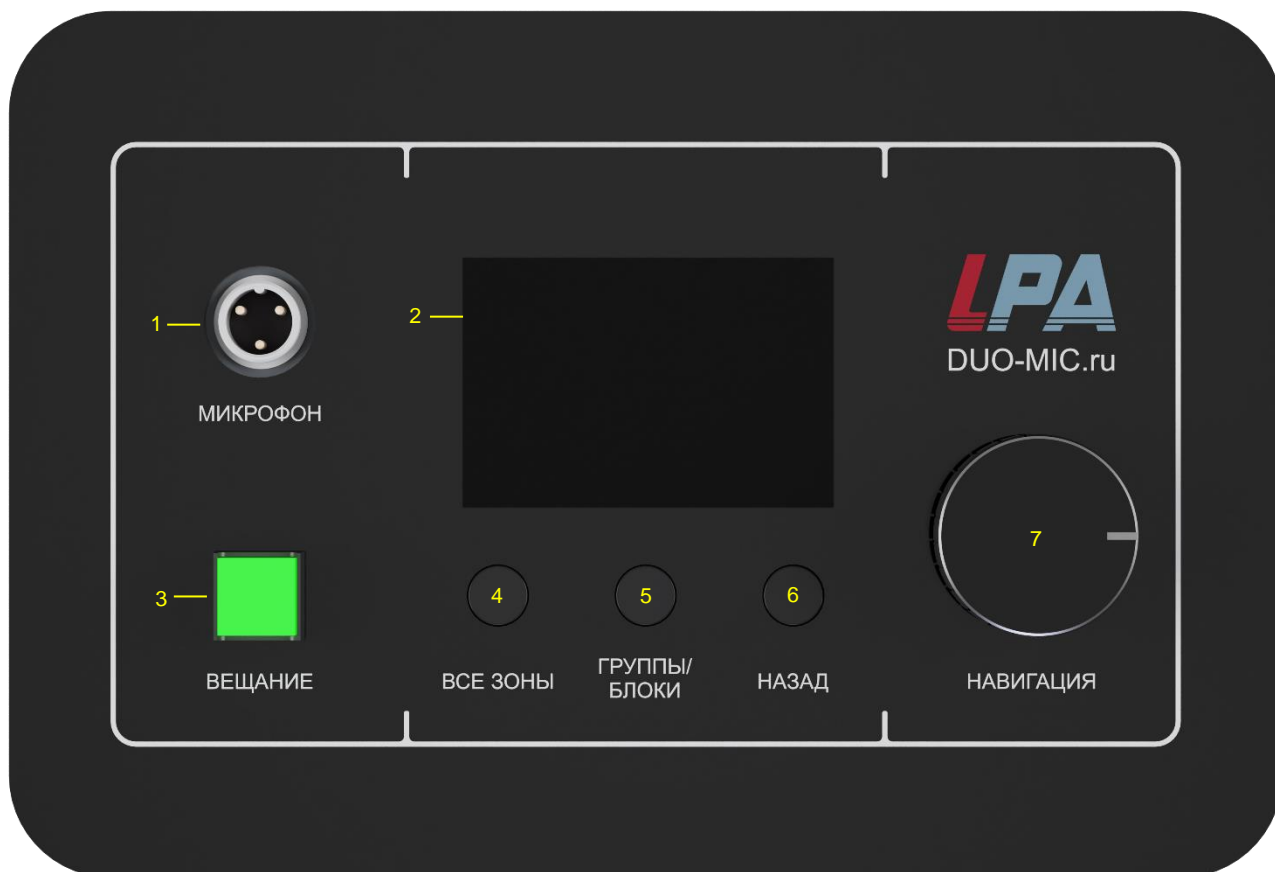 1
2
LPA
DUO-MIC.ru
МИКРОФОН
3
4
5
6
7
ВЕЩАНИЕ
ВСЕ ЗОНЫ
ГРУППЫ/
БЛОКИ
НАЗАД
НАВИГАЦИЯ